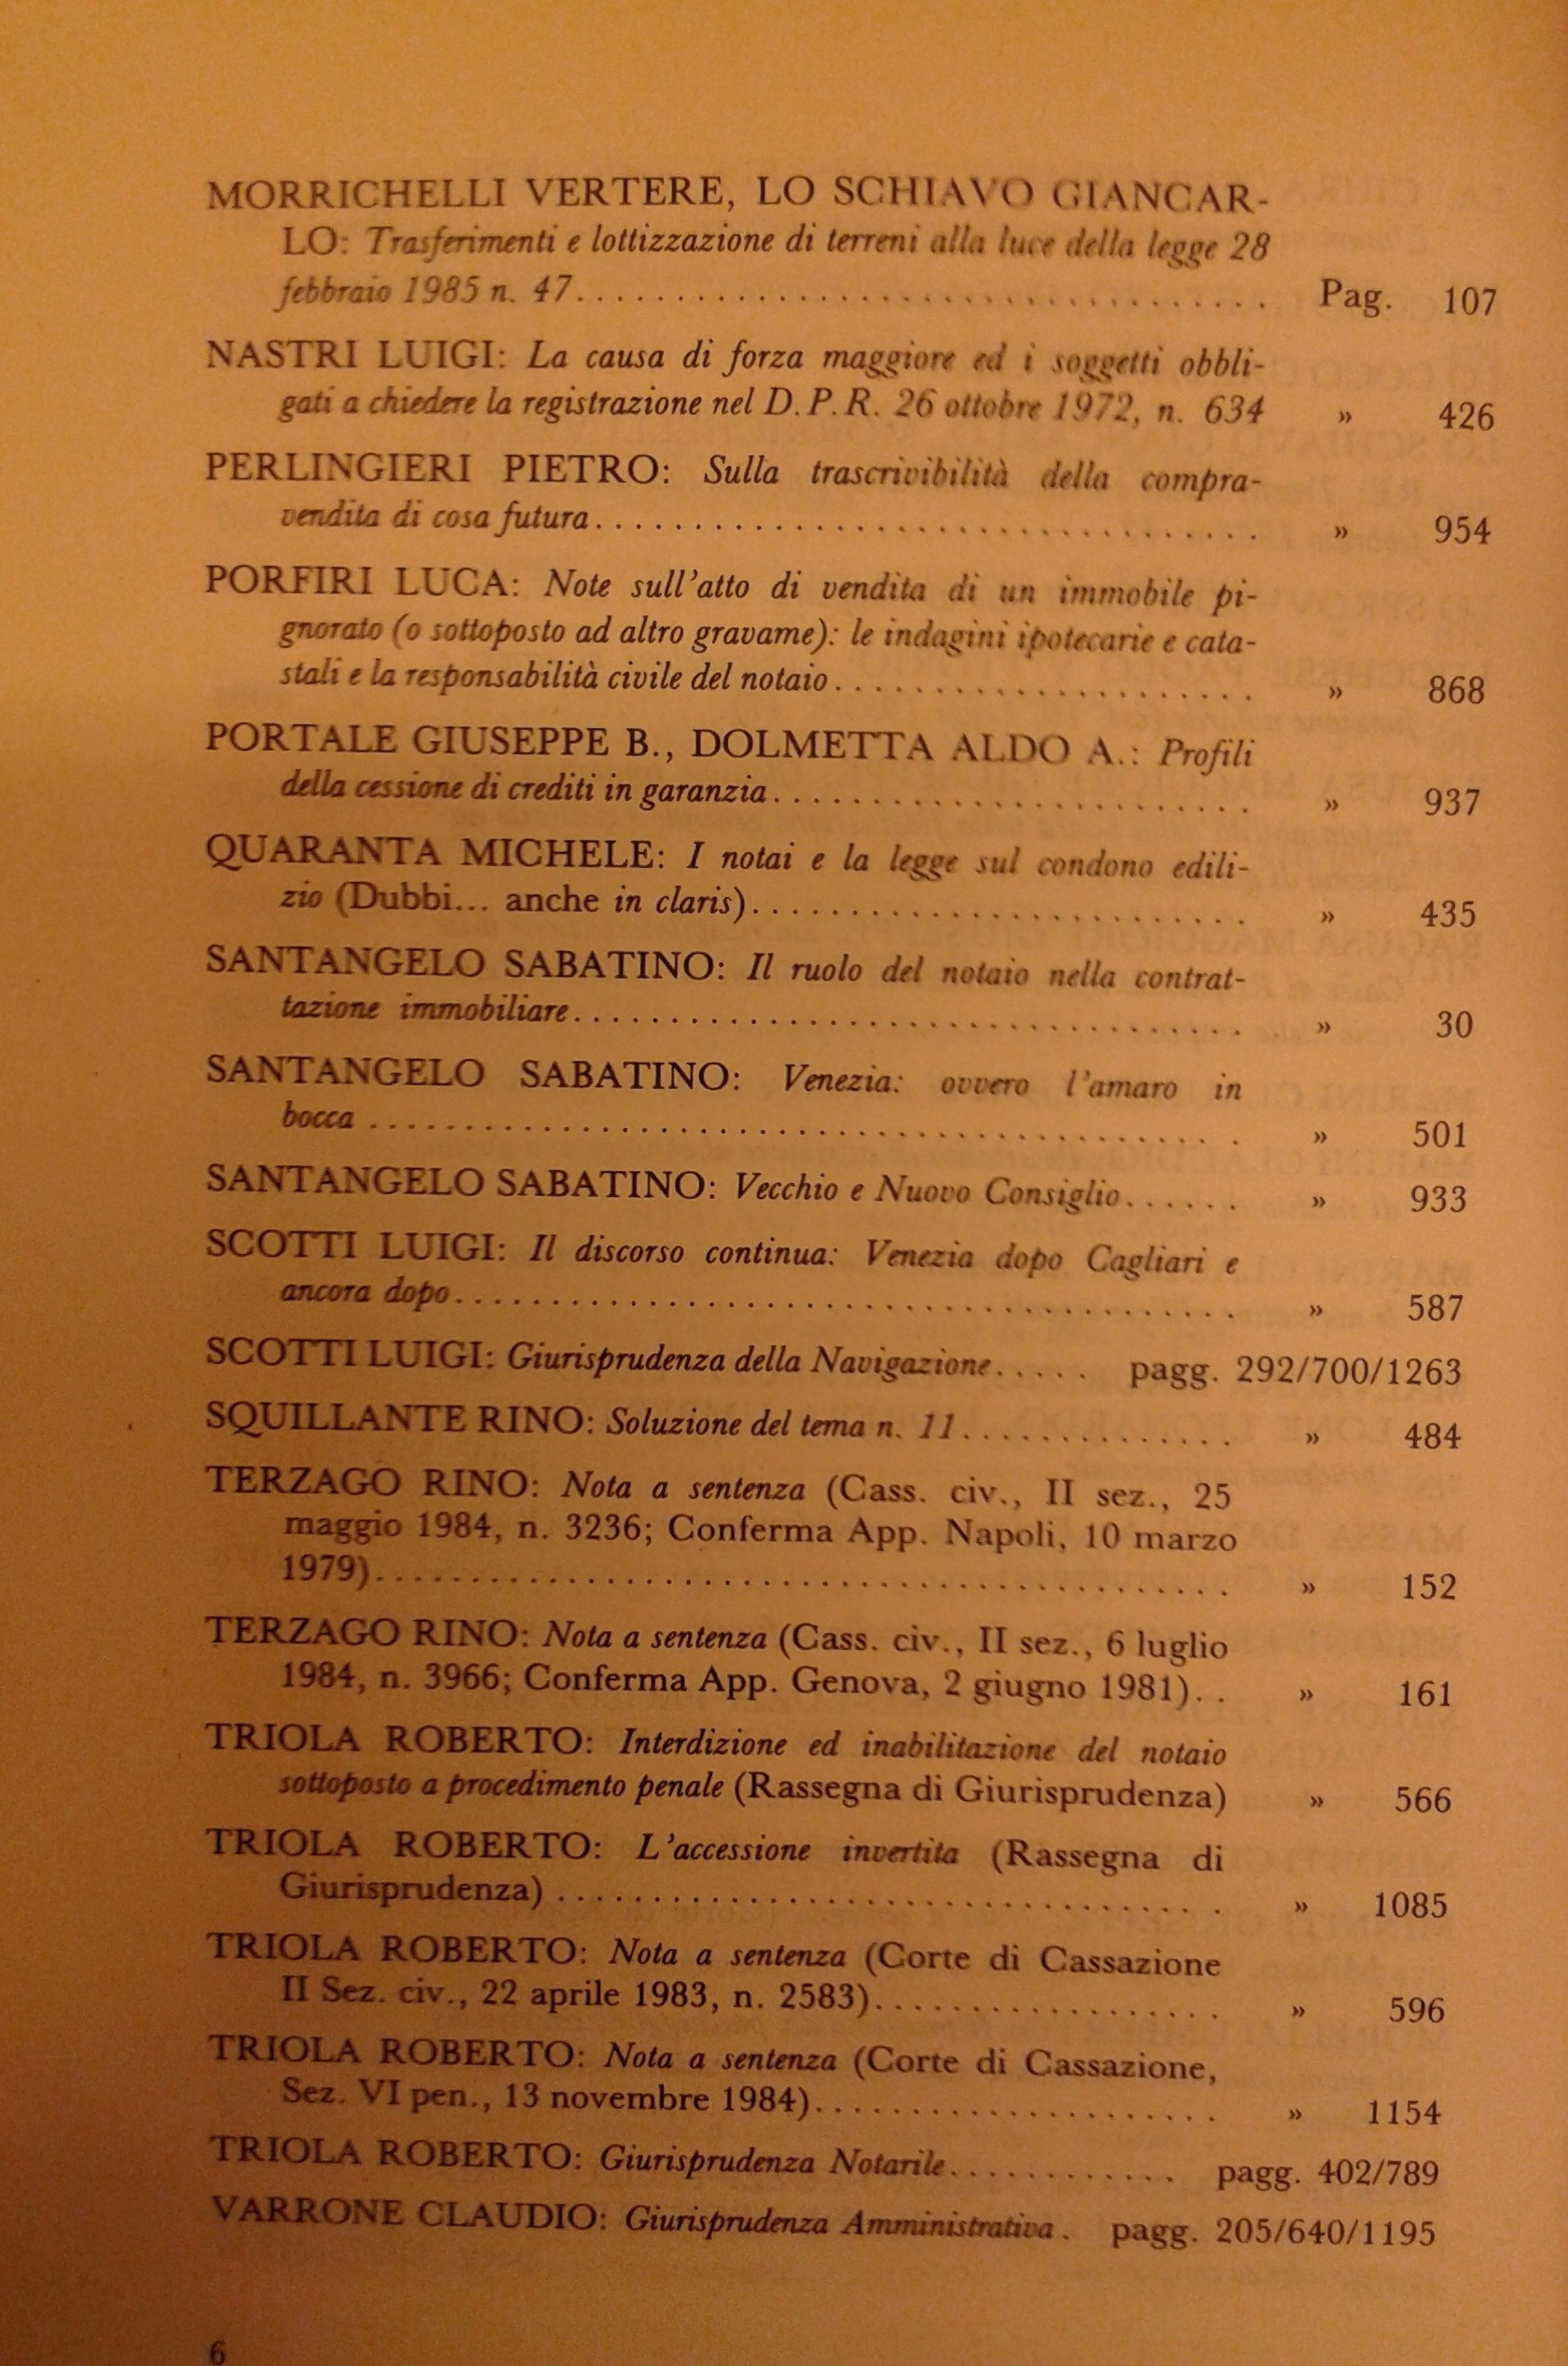 MORRICHELLI VERTERE, LO SCHIAVO GIANCAR-
LO: Trasferimenti e lottizzazione di terreni alla luce della legge 28
febbraio 1985 n. 47.................................. Pag. 107
NASTRI LUIGI: La causa di forza maggiore ed i soggetti obbli-
gati a chiedere la registrazione nel D.P.R. 26 ottobre 1972, n. 634 » 426
PERLINGIERI PIETRO: Sulla trascrivibilità della compra-
vendita di cosa futura.................................. » 954
PORFIRI LUCA: Note sull'atto di vendita di un immobile pi-
gnorato (o sottoposto ad altro gravame): le indagini ipotecarie e cata-
stali e la responsabilità civile del notaio..................... » 868
PORTALE GIUSEPPE B., DOLMETTA ALDO A.: Profili
della cessione di crediti in garanzia......................... » 937
QUARANTA MICHELE: I notai e la legge sul condono edili-
zio (Dubbi... anche in claris).......................... » 435
SANTANGELO SABATINO: Il ruolo del notaio nella contrat-
tazione immobiliare.................................. » 30
SANTANGELO SABATINO: Venezia: ovvero l'amaro in
bocca ............................................. » 501
SANTANGELO SABATINO: Vecchio e Nuovo Consiglio...... » 933
SCOTTI LUIGI: Il discorso continua: Venezia dopo Cagliari e
ancora dopo........................................ » 587
SCOTTI LUIGI: Giurisprudenza della Navigazione..... pagg. 292/700/1263
SQUILLANTE RINO: Soluzione del tema n. 11.............. » 484
TERZAGO RINO: Nota a sentenza (Cass. civ., II sez., 25
maggio 1984, n. 3236; Conferma App. Napoli, 10 marzo
1979)............................................ » 152
TERZAGO RINO: Nota a sentenza (Cass. civ., II sez., 6 luglio
1984, n. 3966; Conferma App. Genova, 2 giugno 1981).. » 161
TRIOLA ROBERTO: Interdizione ed inabilitazione del notaio
sottoposto a procedimento penale (Rassegna di Giurisprudenza) » 566
TRIOLA ROBERTO: L'accessione invertita (Rassegna di
Giurisprudenza) .................................. » 1085
TRIOLA ROBERTO: Nota a sentenza (Corte di Cassazione
II Sez. civ., 22 aprile 1983, n. 2583).................. » 596
TRIOLA ROBERTO: Nota a sentenza (Corte di Cassazione,
Sez. VI pen., 13 novembre 1984)..................... » 1154
TRIOLA ROBERTO: Giurisprudenza Notarile............ pagg. 402/789
VARRONE CLAUDIO: Giurisprudenza Amministrativa. pagg. 205/640/1195
6